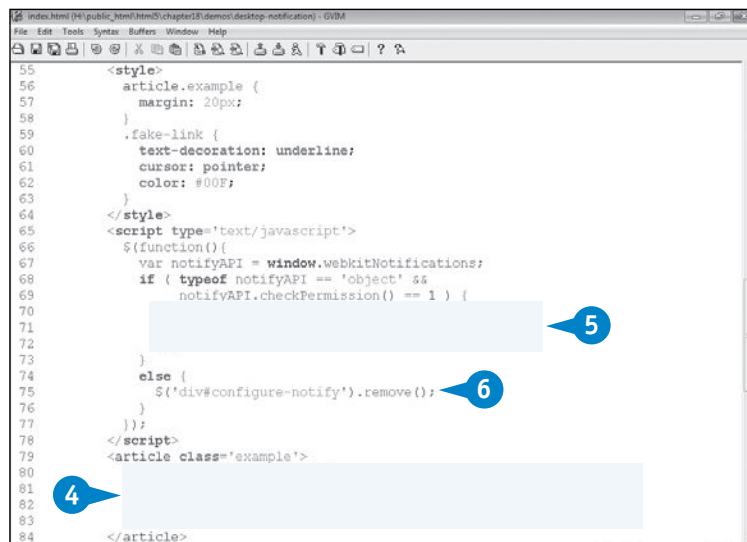 index.html (H:\public_html\html5\chapter18\demos\desktop-notification) - GVIM
File Edit Tools Syntax Buffers Window Help
55 <style>
56 article.example {
57 margin: 20px;
58 }
59 .fake-link {
60 text-decoration: underline;
61 cursor: pointer;
62 color: #00F;
63 }
64 </style>
65 <script type='text/javascript'>
66 $(function(){
67 var notifyAPI = window.webkitNotifications;
68 if ( typeof notifyAPI == 'object' &&
69 notifyAPI.checkPermission() == 1 ) {
70
71 5
72
73 }
74 else {
75 $('div#configure-notify').remove(); 6
76 }
77 });
78 </script>
79 <article class='example'>
80
81 4
82
83
84 </article>